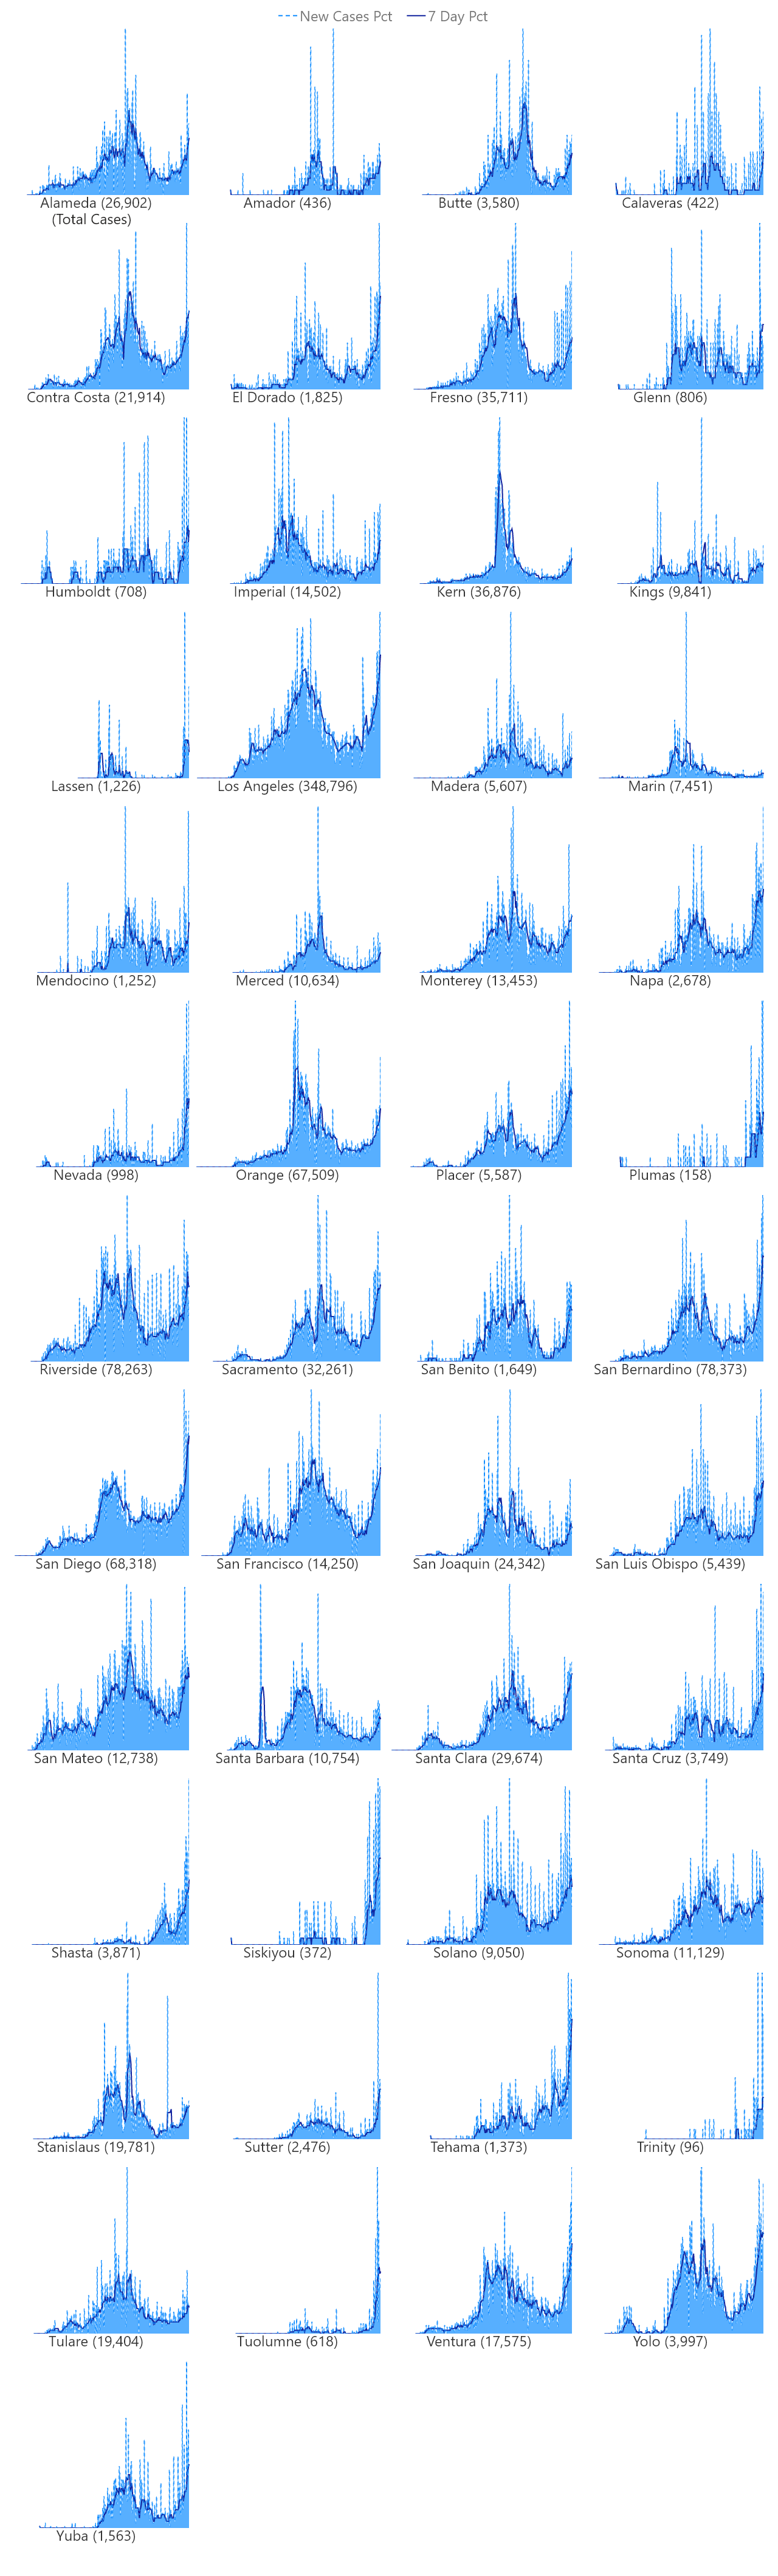 New Cases Pct 7 Day Pct
Alameda (26,902)
(Total Cases)
Amador (436)
Butte (3,580)
Calaveras (422)
Contra Costa (21,914)
El Dorado (1,825)
Fresno (35,711)
Glenn (806)
Humboldt (708)
Imperial (14,502)
Kern (36,876)
Kings (9,841)
Lassen (1,226)
Los Angeles (348,796)
Madera (5,607)
Marin (7,451)
Mendocino (1,252)
Merced (10,634)
Monterey (13,453)
Napa (2,678)
Nevada (998)
Orange (67,509)
Placer (5,587)
Plumas (158)
Riverside (78,263)
Sacramento (32,261)
San Benito (1,649)
San Bernardino (78,373)
San Diego (68,318)
San Francisco (14,250)
San Joaquin (24,342)
San Luis Obispo (5,439)
San Mateo (12,738)
Santa Barbara (10,754)
Santa Clara (29,674)
Santa Cruz (3,749)
Shasta (3,871)
Siskiyou (372)
Solano (9,050)
Sonoma (11,129)
Stanislaus (19,781)
Sutter (2,476)
Tehama (1,373)
Trinity (96)
Tulare (19,404)
Tuolumne (618)
Ventura (17,575)
Yolo (3,997)
Yuba (1,563)